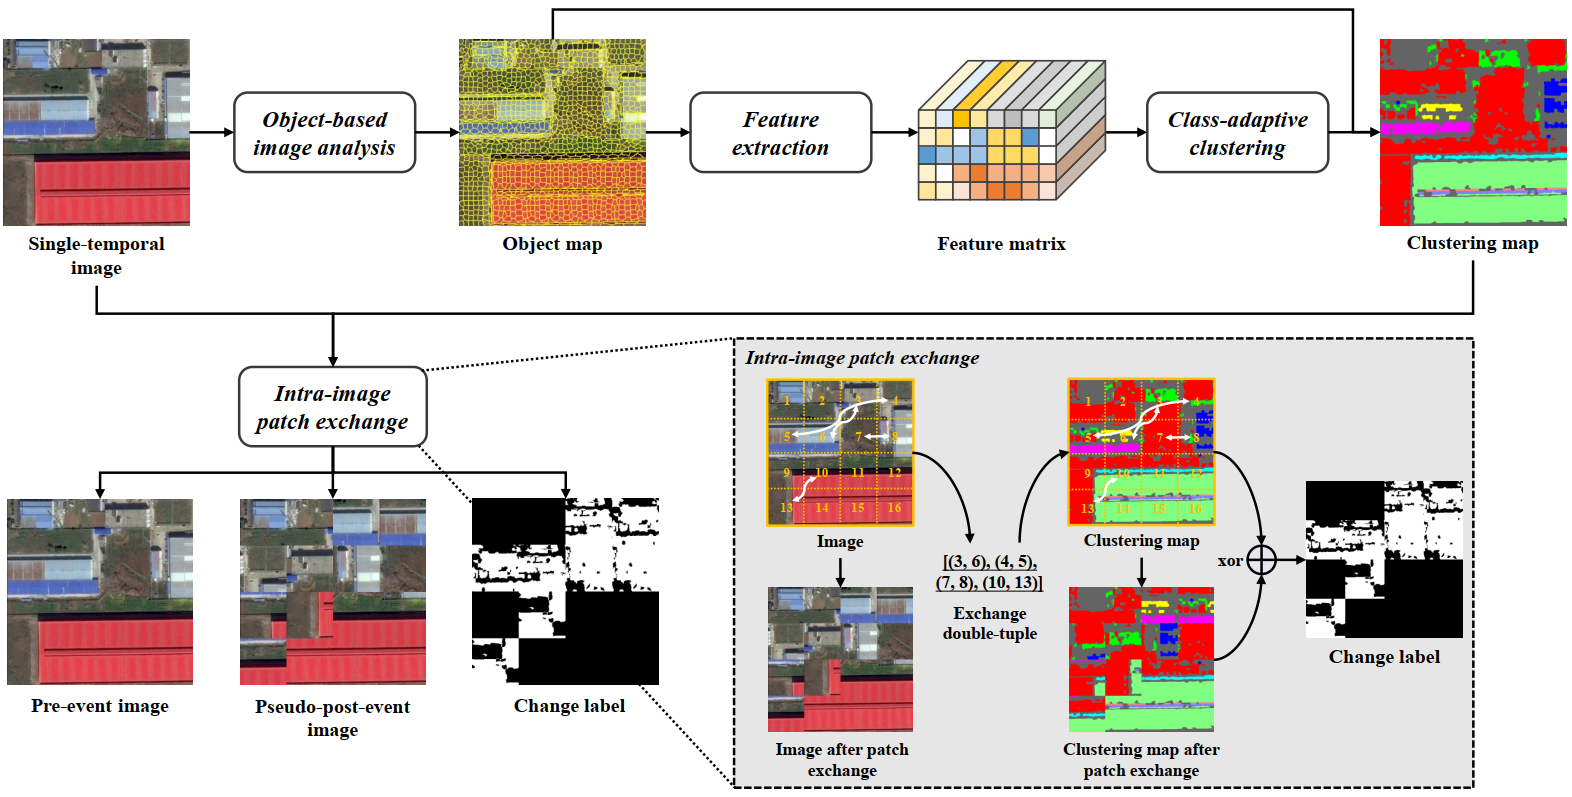 Object-based
image analysis
Feature
extraction
Class-adaptive
clustering
Single-temporal
image
Object map
Feature matrix
Clustering map
Intra-image
patch exchange
Pre-event image
Pseudo-post-event
image
Change label
Intra-image patch exchange
1 2 3 4
5 6 7 8
9 10 11 12
13 14 15 16
Image
[(3, 6), (4, 5),
(7, 8), (10, 13)]
Exchange
double-tuple
1 2 3 4
5 6 7 8
9 10 11 12
13 14 15 16
Clustering map
xor
Change label
Image after patch
exchange
Clustering map after
patch exchange